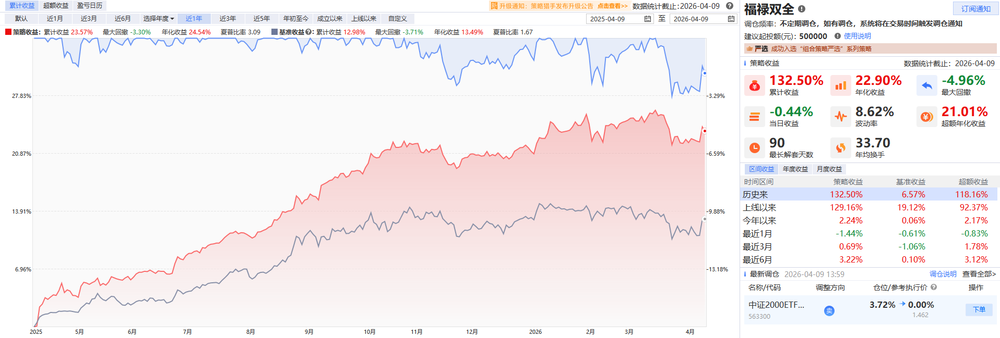 累计收益 超额收益 盈亏日历
新 升级通知：策略猎手发布升级公告 点击查看>> 数据统计截止:2026-04-09 ?
默认 近1月 近3月 近6月 选择年度 近1年 近3年 近5年 年初至今 成立以来 上线以来 自定义
2025-04-09 至 2026-04-09
策略收益： 累计收益 23.57% 最大回撤 -3.30% 年化收益 24.54% 夏普比率 3.09 基准收益?： 累计收益 12.98% 最大回撤 -3.71% 年化收益 13.49% 夏普比率 1.67
27.83% -3.29%
20.87% -6.59%
13.91% -9.88%
6.96% -13.18%
2025 5月 6月 7月 8月 9月 10月 11月 12月 2026 2月 3月 4月
福禄双全 !
订阅通知
调仓频率：不定期调仓，如有调仓，系统将在交易时间触发调仓通知
建议起投额(元)：500000 ! 使用说明
严选 成功入选 “组合策略严选” 系列策略
策略收益 数据统计截止：2026-04-09
132.50% 22.90% -4.96%
累计收益 年化收益 最大回撤
-0.44% 8.62% 21.01%
当日收益 波动率 超额年化收益
90 33.70
最长解套天数 年均换手
区间收益 年度收益 月度收益
时间区间 策略收益 基准收益 超额收益
历史来 132.50% 6.57% 118.16%
上线以来 129.16% 19.12% 92.37%
今年以来 2.24% 0.06% 2.17%
最近1月 -1.44% -0.61% -0.83%
最近3月 0.69% -1.06% 1.78%
最近6月 3.22% 0.10% 3.12%
最新调仓 2026-04-09 13:59 调仓说明 查看全部>
名称/代码 调整方向 仓位/参考执行价 ? 操作
中证2000ETF... 卖 3.72% → 0.00% 下单
563300 1.462